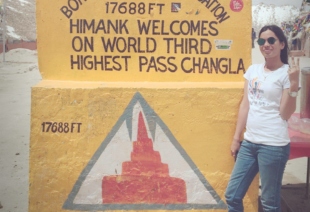 17688 FT
HIMANK WELCOMES
ON WORLD THIRD
HIGHEST PASS CHANGLA
17688 FT